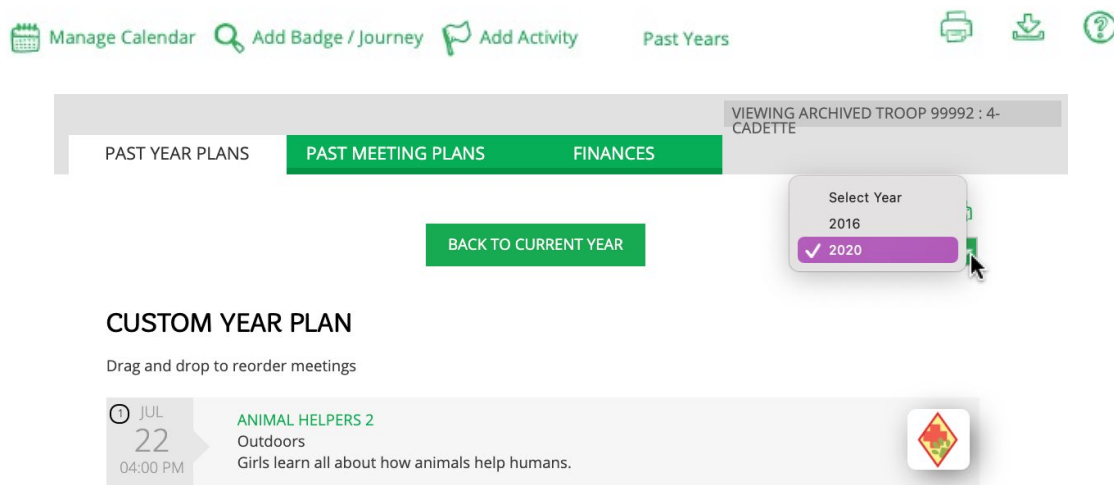 Manage Calendar Add Badge / Journey Add Activity Past Years ?
VIEWING ARCHIVED TROOP 99992 : 4-
CADETTE
PAST YEAR PLANS PAST MEETING PLANS FINANCES
Select Year
2016
✓ 2020
BACK TO CURRENT YEAR
CUSTOM YEAR PLAN
Drag and drop to reorder meetings
1 JUL
22
04:00 PM
ANIMAL HELPERS 2
Outdoors
Girls learn all about how animals help humans.